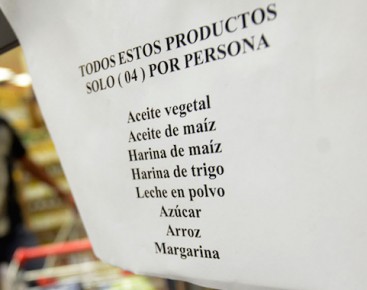 TODOS ESTOS PRODUCTOS
SOLO ( 04 ) POR PERSONA
Aceite vegetal
Aceite de maíz
Harina de maíz
Harina de trigo
Leche en polvo
Azúcar
Arroz
Margarina